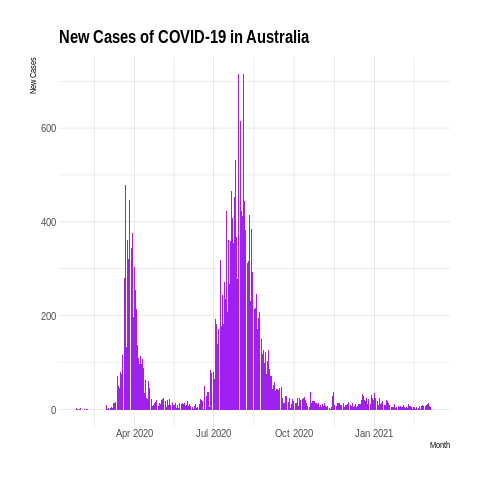 New Cases of COVID-19 in Australia
New Cases
600
400
200
0
Apr 2020
Jul 2020
Oct 2020
Jan 2021
Month